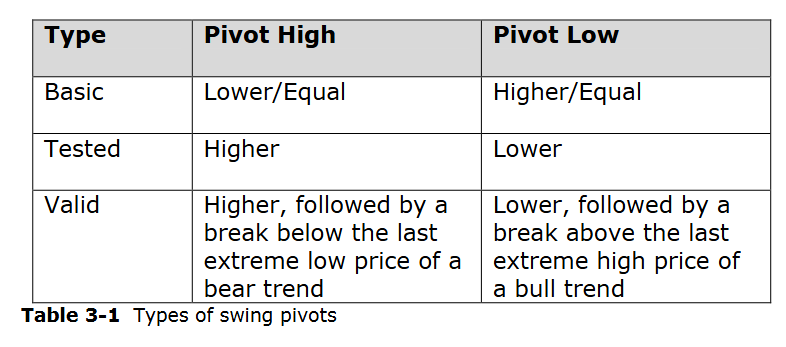 Type Pivot High Pivot Low
Basic Lower/Equal Higher/Equal
Tested Higher Lower
Valid Higher, followed by a Lower, followed by a
break below the last break above the last
extreme low price of a extreme high price of
bear trend a bull trend
Table 3-1 Types of swing pivots